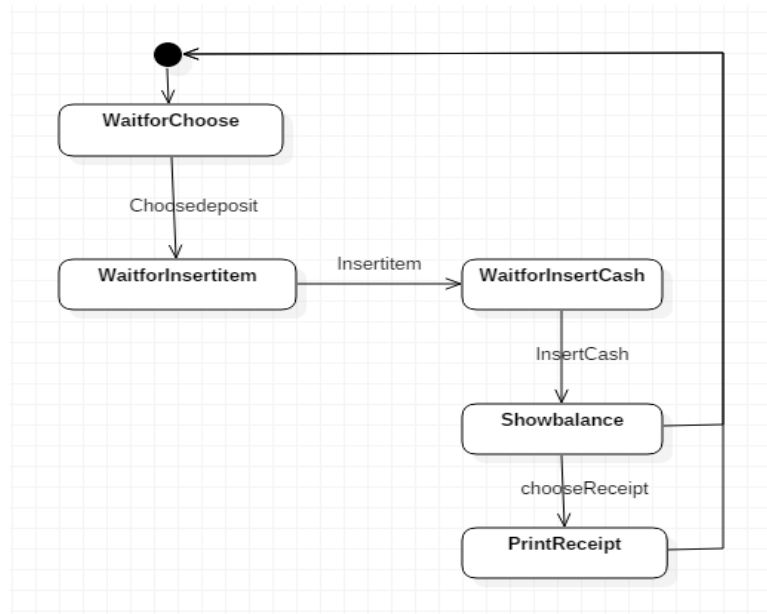 WaitforChoose
Choosedeposit
WaitforInsertitem
Insertitem
WaitforInsertCash
InsertCash
Showbalance
chooseReceipt
PrintReceipt